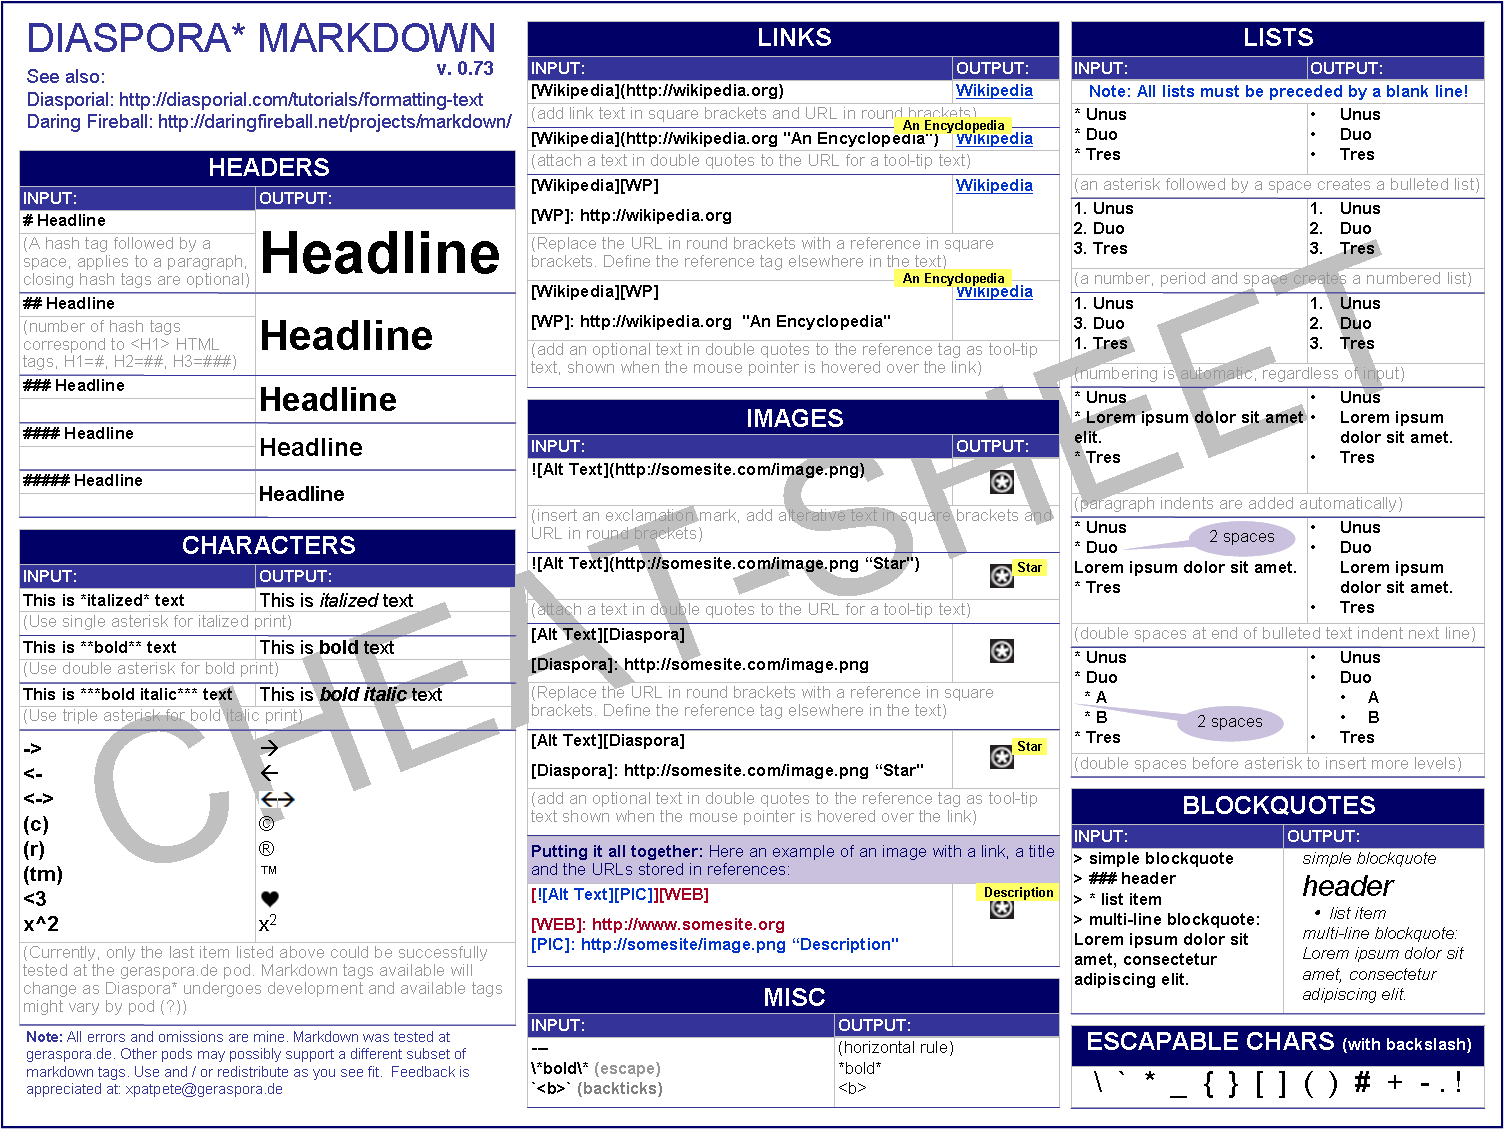 DIASPORA* MARKDOWN
v. 0.73
See also:
Diasporial: http://diasporial.com/tutorials/formatting-text
Daring Fireball: http://daringfireball.net/projects/markdown/
HEADERS
INPUT: OUTPUT:
# Headline
Headline
(A hash tag followed by a
space, applies to a paragraph,
closing hash tags are optional)
## Headline
Headline
(number of hash tags
correspond to <H1> HTML
tags, H1=#, H2=##, H3=###)
### Headline
Headline
#### Headline
Headline
##### Headline
Headline
CHARACTERS
INPUT: OUTPUT:
This is *italized* text This is italized text
(Use single asterisk for italized print)
This is **bold** text This is bold text
(Use double asterisk for bold print)
This is ***bold italic*** text This is bold italic text
(Use triple asterisk for bold italic print)
-> →
<- ←
<-> ↔
(c) ©
(r) ®
(tm) ™
<3 ♥
x^2 x²
(Currently, only the last item listed above could be successfully
tested at the geraspora.de pod. Markdown tags available will
change as Diaspora* undergoes development and available tags
might vary by pod (?))
Note: All errors and omissions are mine. Markdown was tested at
geraspora.de. Other pods may possibly support a different subset of
markdown tags. Use and / or redistribute as you see fit. Feedback is
appreciated at: xpatpete@geraspora.de
LINKS
INPUT: OUTPUT:
[Wikipedia](http://wikipedia.org) Wikipedia
(add link text in square brackets and URL in round brackets)
An Encyclopedia
[Wikipedia](http://wikipedia.org "An Encyclopedia") Wikipedia
(attach a text in double quotes to the URL for a tool-tip text)
[Wikipedia][WP] Wikipedia
[WP]: http://wikipedia.org
(Replace the URL in round brackets with a reference in square
brackets. Define the reference tag elsewhere in the text)
An Encyclopedia
[Wikipedia][WP] Wikipedia
[WP]: http://wikipedia.org "An Encyclopedia"
(add an optional text in double quotes to the reference tag as tool-tip
text, shown when the mouse pointer is hovered over the link)
IMAGES
INPUT: OUTPUT:
![Alt Text](http://somesite.com/image.png)
(insert an exclamation mark, add alterative text in square brackets and
URL in round brackets)
![Alt Text](http://somesite.com/image.png “Star") Star
(attach a text in double quotes to the URL for a tool-tip text)
[Alt Text][Diaspora]
[Diaspora]: http://somesite.com/image.png
(Replace the URL in round brackets with a reference in square
brackets. Define the reference tag elsewhere in the text)
[Alt Text][Diaspora] Star
[Diaspora]: http://somesite.com/image.png “Star"
(add an optional text in double quotes to the reference tag as tool-tip
text shown when the mouse pointer is hovered over the link)
Putting it all together: Here an example of an image with a link, a title
and the URLs stored in references:
[![Alt Text][PIC]][WEB] Description
[WEB]: http://www.somesite.org
[PIC]: http://somesite/image.png “Description"
MISC
INPUT: OUTPUT:
--- (horizontal rule)
\*bold\* (escape) *bold*
`<b>` (backticks) <b>
LISTS
INPUT: OUTPUT:
Note: All lists must be preceded by a blank line!
* Unus • Unus
* Duo • Duo
* Tres • Tres
(an asterisk followed by a space creates a bulleted list)
1. Unus 1. Unus
2. Duo 2. Duo
3. Tres 3. Tres
(a number, period and space creates a numbered list)
1. Unus 1. Unus
3. Duo 2. Duo
1. Tres 3. Tres
(numbering is automatic, regardless of input)
* Unus • Unus
* Lorem ipsum dolor sit amet • Lorem ipsum
elit. dolor sit amet.
* Tres • Tres
(paragraph indents are added automatically)
* Unus 2 spaces • Unus
* Duo • Duo
Lorem ipsum dolor sit amet. Lorem ipsum
dolor sit amet.
* Tres • Tres
(double spaces at end of bulleted text indent next line)
* Unus • Unus
* Duo • Duo
* A • A
* B 2 spaces • B
* Tres • Tres
(double spaces before asterisk to insert more levels)
BLOCKQUOTES
INPUT: OUTPUT:
> simple blockquote simple blockquote
> ### header header
> * list item • list item
> multi-line blockquote: multi-line blockquote:
Lorem ipsum dolor sit Lorem ipsum dolor sit
amet, consectetur amet, consectetur
adipiscing elit. adipiscing elit.
ESCAPABLE CHARS (with backslash)
\ ` * _ { } [ ] ( ) # + - . !
CHEAT-SHEET